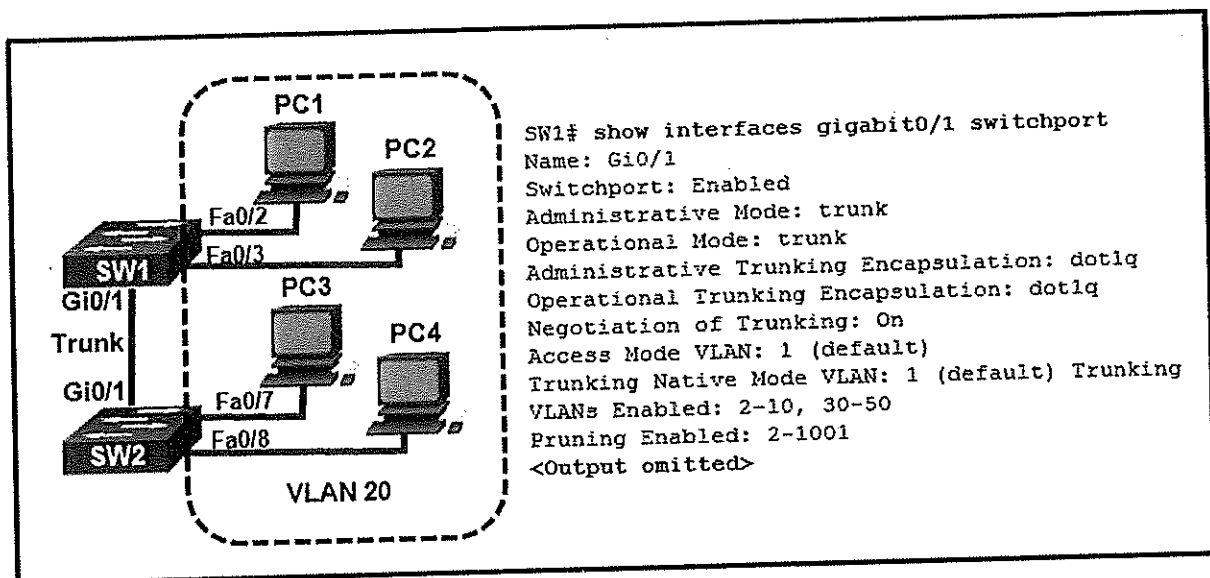 PC1
PC2
Fa0/2
Fa0/3
SW1
Gi0/1
PC3
PC4
Trunk
Gi0/1
Fa0/7
Fa0/8
SW2
VLAN 20
SW1# show interfaces gigabit0/1 switchport
Name: Gi0/1
Switchport: Enabled
Administrative Mode: trunk
Operational Mode: trunk
Administrative Trunking Encapsulation: dot1q
Operational Trunking Encapsulation: dot1q
Negotiation of Trunking: On
Access Mode VLAN: 1 (default)
Trunking Native Mode VLAN: 1 (default) Trunking
VLANs Enabled: 2-10, 30-50
Pruning Enabled: 2-1001
<Output omitted>